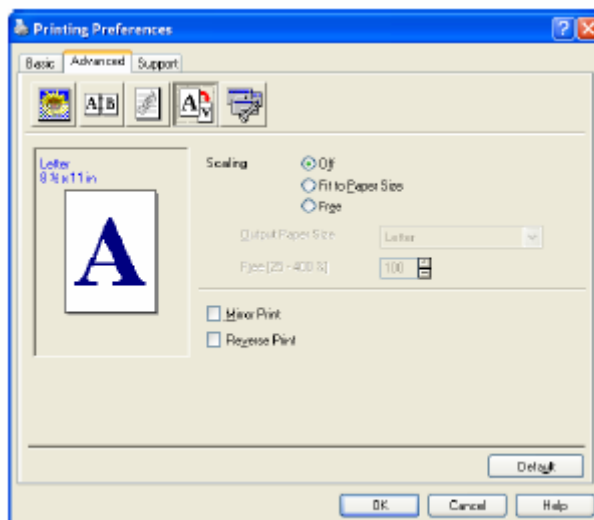 Printing Preferences
Basic Advanced Support
A B
A
Letter
8 ½ x 11 in
A
Scaling
Off
Fit to Paper Size
Free
Output Paper Size Letter
Free [25 - 400 %] 100
Mirror Print
Reverse Print
Default
OK Cancel Help